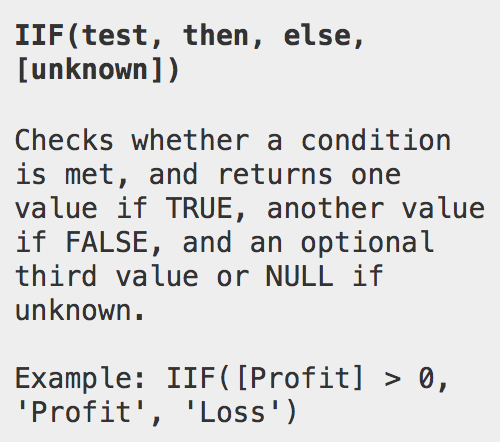 IIF(test, then, else,
[unknown])
Checks whether a condition
is met, and returns one
value if TRUE, another value
if FALSE, and an optional
third value or NULL if
unknown.
Example: IIF([Profit] > 0,
'Profit', 'Loss')